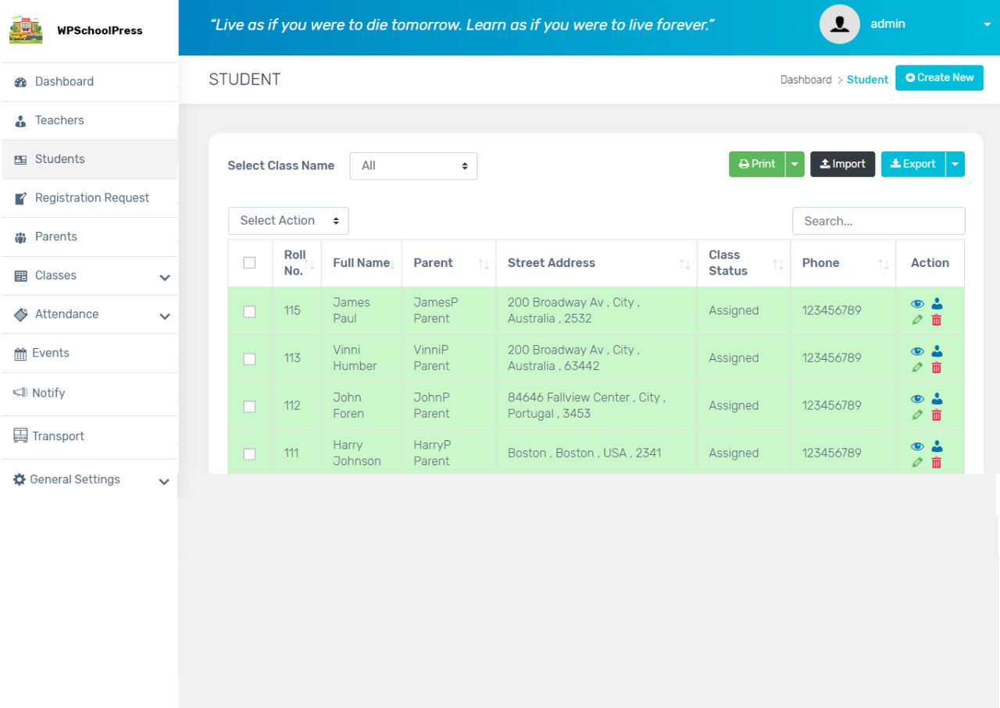 WPSchoolPress
“Live as if you were to die tomorrow. Learn as if you were to live forever.”
admin
Dashboard
Teachers
Students
Registration Request
Parents
Classes
Attendance
Events
Notify
Transport
General Settings
STUDENT
Dashboard > Student
Create New
Select Class Name
All
Print
Import
Export
Select Action
Search...
Roll No.
Full Name
Parent
Street Address
Class Status
Phone
Action
115
James Paul
JamesP Parent
200 Broadway Av , City , Australia , 2532
Assigned
123456789
113
Vinni Humber
VinniP Parent
200 Broadway Av , City , Australia , 63442
Assigned
123456789
112
John Foren
JohnP Parent
84646 Fallview Center , City , Portugal , 3453
Assigned
123456789
111
Harry Johnson
HarryP Parent
Boston , Boston , USA , 2341
Assigned
123456789